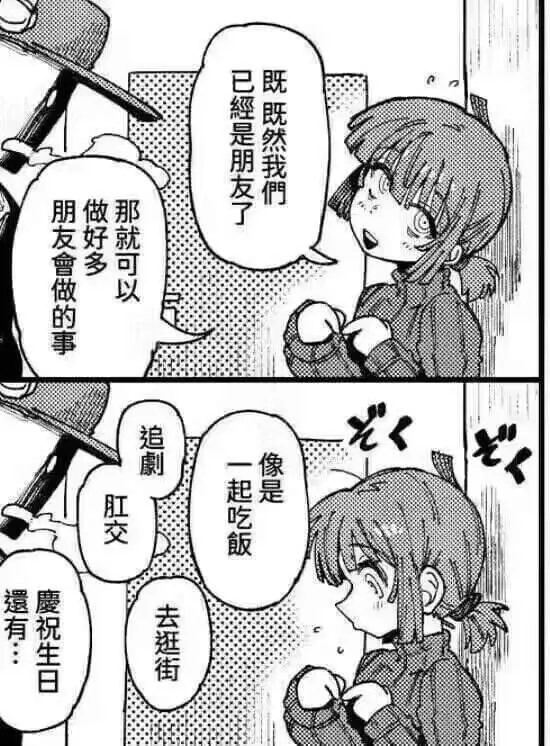 既 既然我們
已經是朋友了
那就可以
做好多
朋友會做的事
ぞく
ぞく
像是
一起吃飯
追劇
肛交
去逛街
慶祝生日
還有…